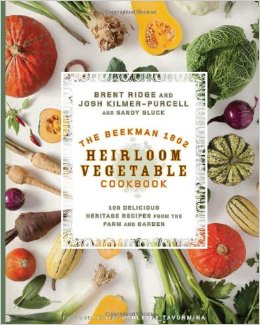 BRENT RIDGE AND
JOSH KILMER-PURCELL
AND SANDY GLUCK
THE BEEKMAN 1802
HEIRLOOM
VEGETABLE
COOKBOOK
100 DELICIOUS
HERITAGE RECIPES FROM THE
FARM AND GARDEN
TAVORMINA